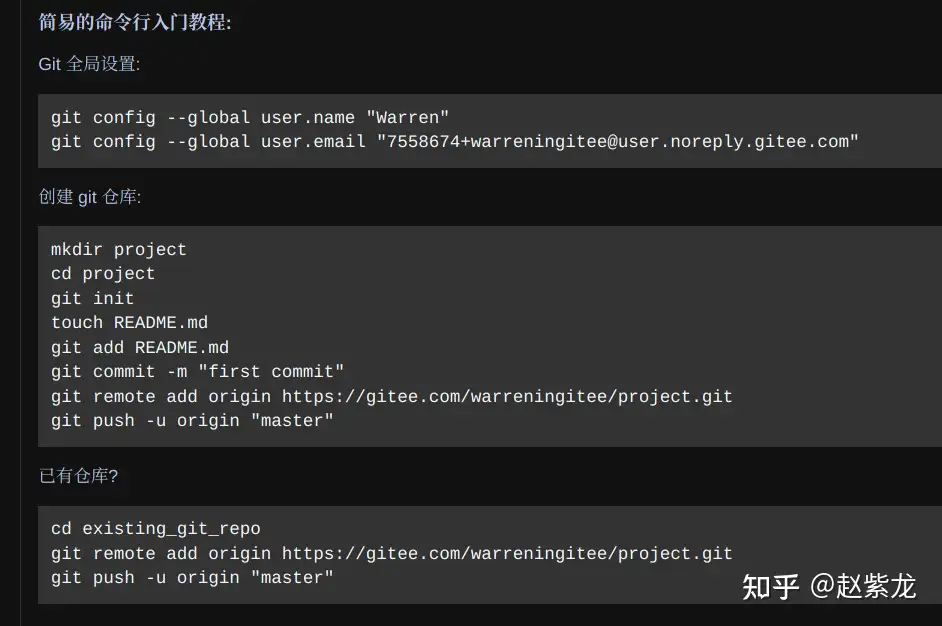 简易的命令行入门教程:
Git 全局设置:
git config --global user.name "Warren"
git config --global user.email "7558674+warreningitee@user.noreply.gitee.com"
创建 git 仓库:
mkdir project
cd project
git init
touch README.md
git add README.md
git commit -m "first commit"
git remote add origin https://gitee.com/warreningitee/project.git
git push -u origin "master"
已有仓库?
cd existing_git_repo
git remote add origin https://gitee.com/warreningitee/project.git
git push -u origin "master"
知乎 @赵紫龙